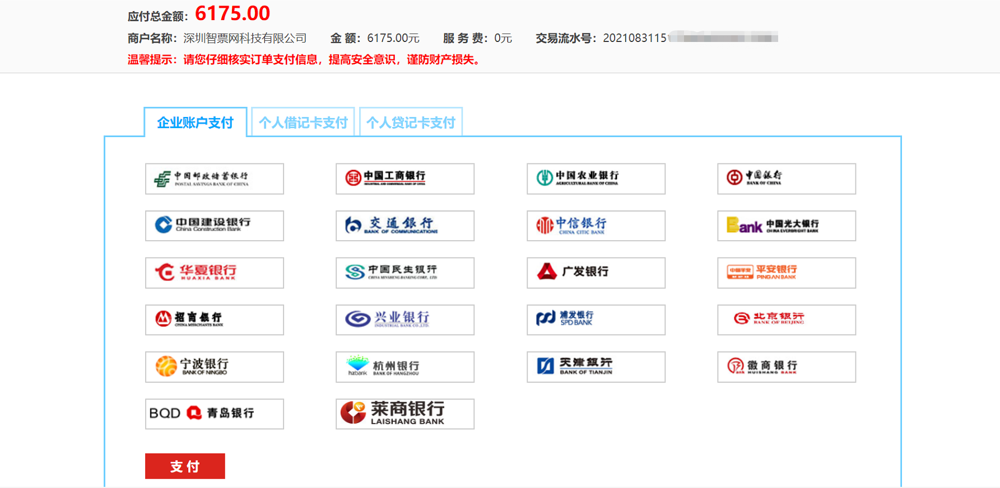 应付总金额：6175.00
商户名称：深圳智票网科技有限公司 金 额：6175.00元 服 务 费：0元 交易流水号：2021083115
温馨提示：请您仔细核实订单支付信息，提高安全意识，谨防财产损失。
企业账户支付 个人借记卡支付 个人贷记卡支付
中国邮政储蓄银行
POSTAL SAVINGS BANK OF CHINA
中国工商银行
INDUSTRIAL AND COMMERCIAL BANK OF CHINA
中国农业银行
AGRICULTURAL BANK OF CHINA
中国银行
BANK OF CHINA
中国建设银行
China Construction Bank
交通银行
BANK OF COMMUNICATIONS
中信银行
CHINA CITIC BANK
Bank 中国光大银行
CHINA EVERBRIGHT BANK
华夏银行
HUAXIA BANK
中国民生银行
CHINA MINSHENG BANKING CORP., LTD
广发银行
中国平安 平安银行
PING AN BANK
招商银行
CHINA MERCHANTS BANK
兴业银行
INDUSTRIAL BANK CO.,LTD.
浦发银行
SPD BANK
北京银行
BANK OF BEIJING
宁波银行
BANK OF NINGBO
hzbank 杭州银行
BANK OF HANGZHOU
天津银行
BANK OF TIANJIN
徽商银行
HUISHANG BANK
BQD 青岛银行
莱商银行
LAISHANG BANK
支 付